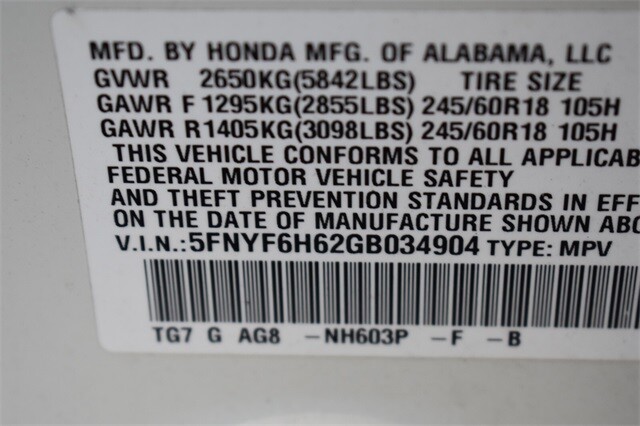 MFD. BY HONDA MFG. OF ALABAMA, LLC
GVWR 2650KG(5842LBS) TIRE SIZE
GAWR F 1295KG(2855LBS) 245/60R18 105H
GAWR R1405KG(3098LBS) 245/60R18 105H
THIS VEHICLE CONFORMS TO ALL APPLICAB
FEDERAL MOTOR VEHICLE SAFETY
AND THEFT PREVENTION STANDARDS IN EFF
ON THE DATE OF MANUFACTURE SHOWN ABO
V.I.N.: 5FNYF6H62GB034904 TYPE: MPV
TG7 G AG8 -NH603P -F -B